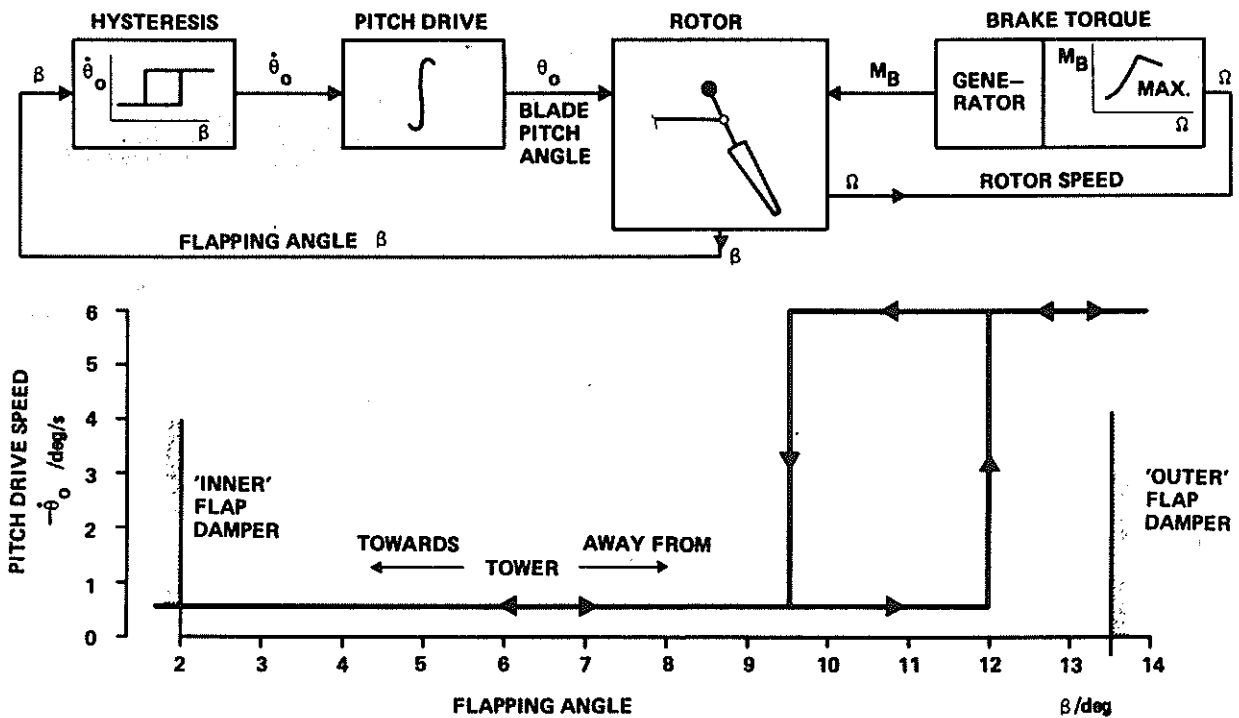 HYSTERESIS
PITCH DRIVE
ROTOR
BRAKE TORQUE
β
θ̇o
β
θ̇o
∫
θo
BLADE
PITCH
ANGLE
MB
GENE-
RATOR
MB
MAX.
Ω
Ω
Ω
ROTOR SPEED
FLAPPING ANGLE β
β
PITCH DRIVE SPEED
-θ̇o /deg/s
6
5
4
3
2
1
0
'INNER'
FLAP
DAMPER
TOWARDS
TOWER
AWAY FROM
'OUTER'
FLAP
DAMPER
2 3 4 5 6 7 8 9 10 11 12 13 14
FLAPPING ANGLE
β/deg